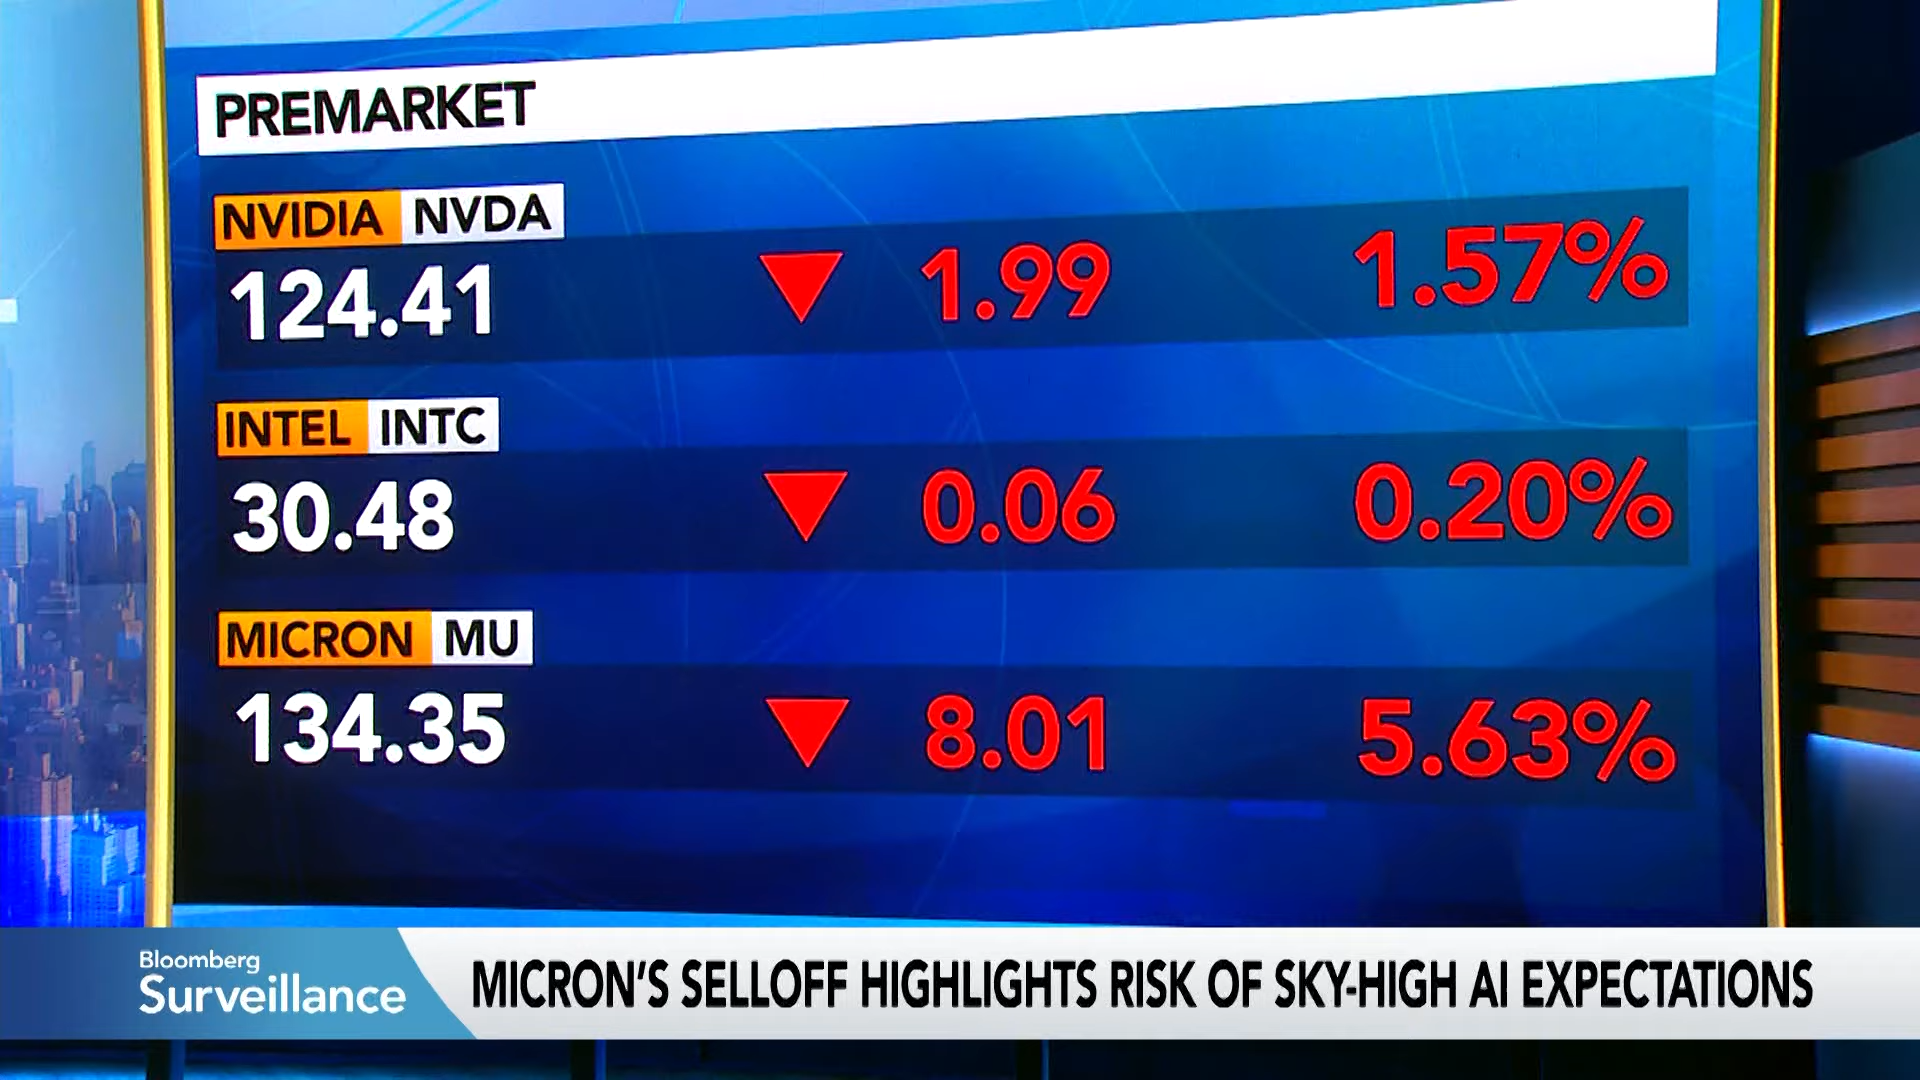 PREMARKET
NVIDIA NVDA
124.41 ▼ 1.99 1.57%
INTEL INTC
30.48 ▼ 0.06 0.20%
MICRON MU
134.35 ▼ 8.01 5.63%
Bloomberg
Surveillance
MICRON'S SELLOFF HIGHLIGHTS RISK OF SKY-HIGH AI EXPECTATIONS